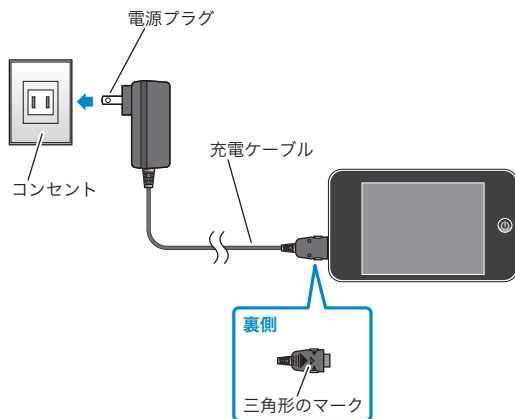 電源プラグ
充電ケーブル
コンセント
裏側
三角形のマーク